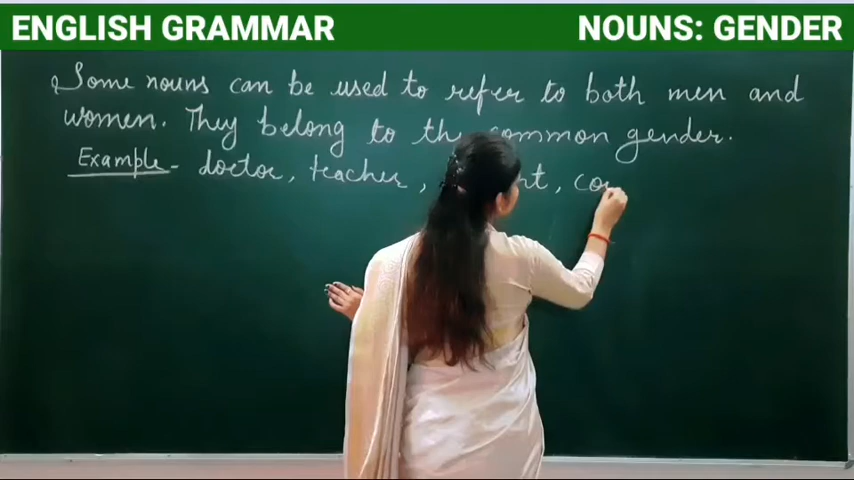 ENGLISH GRAMMAR
NOUNS: GENDER
Some nouns can be used to refer to both men and
women. They belong to the common gender.
Example - doctor, teacher,